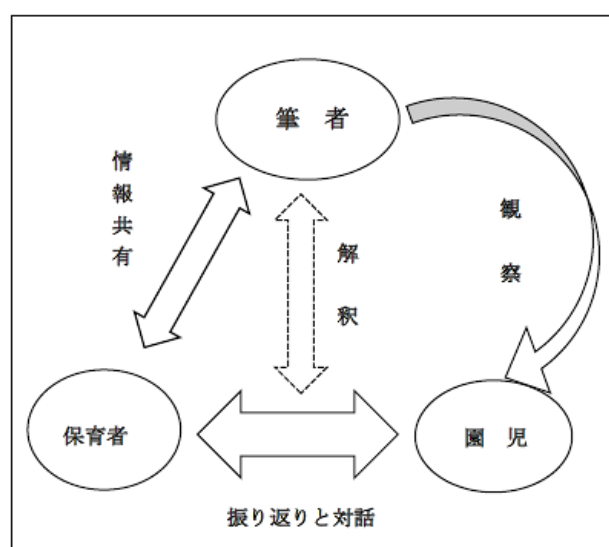 筆 者
情報共有
解釈
観察
保育者
園 児
振り返りと対話